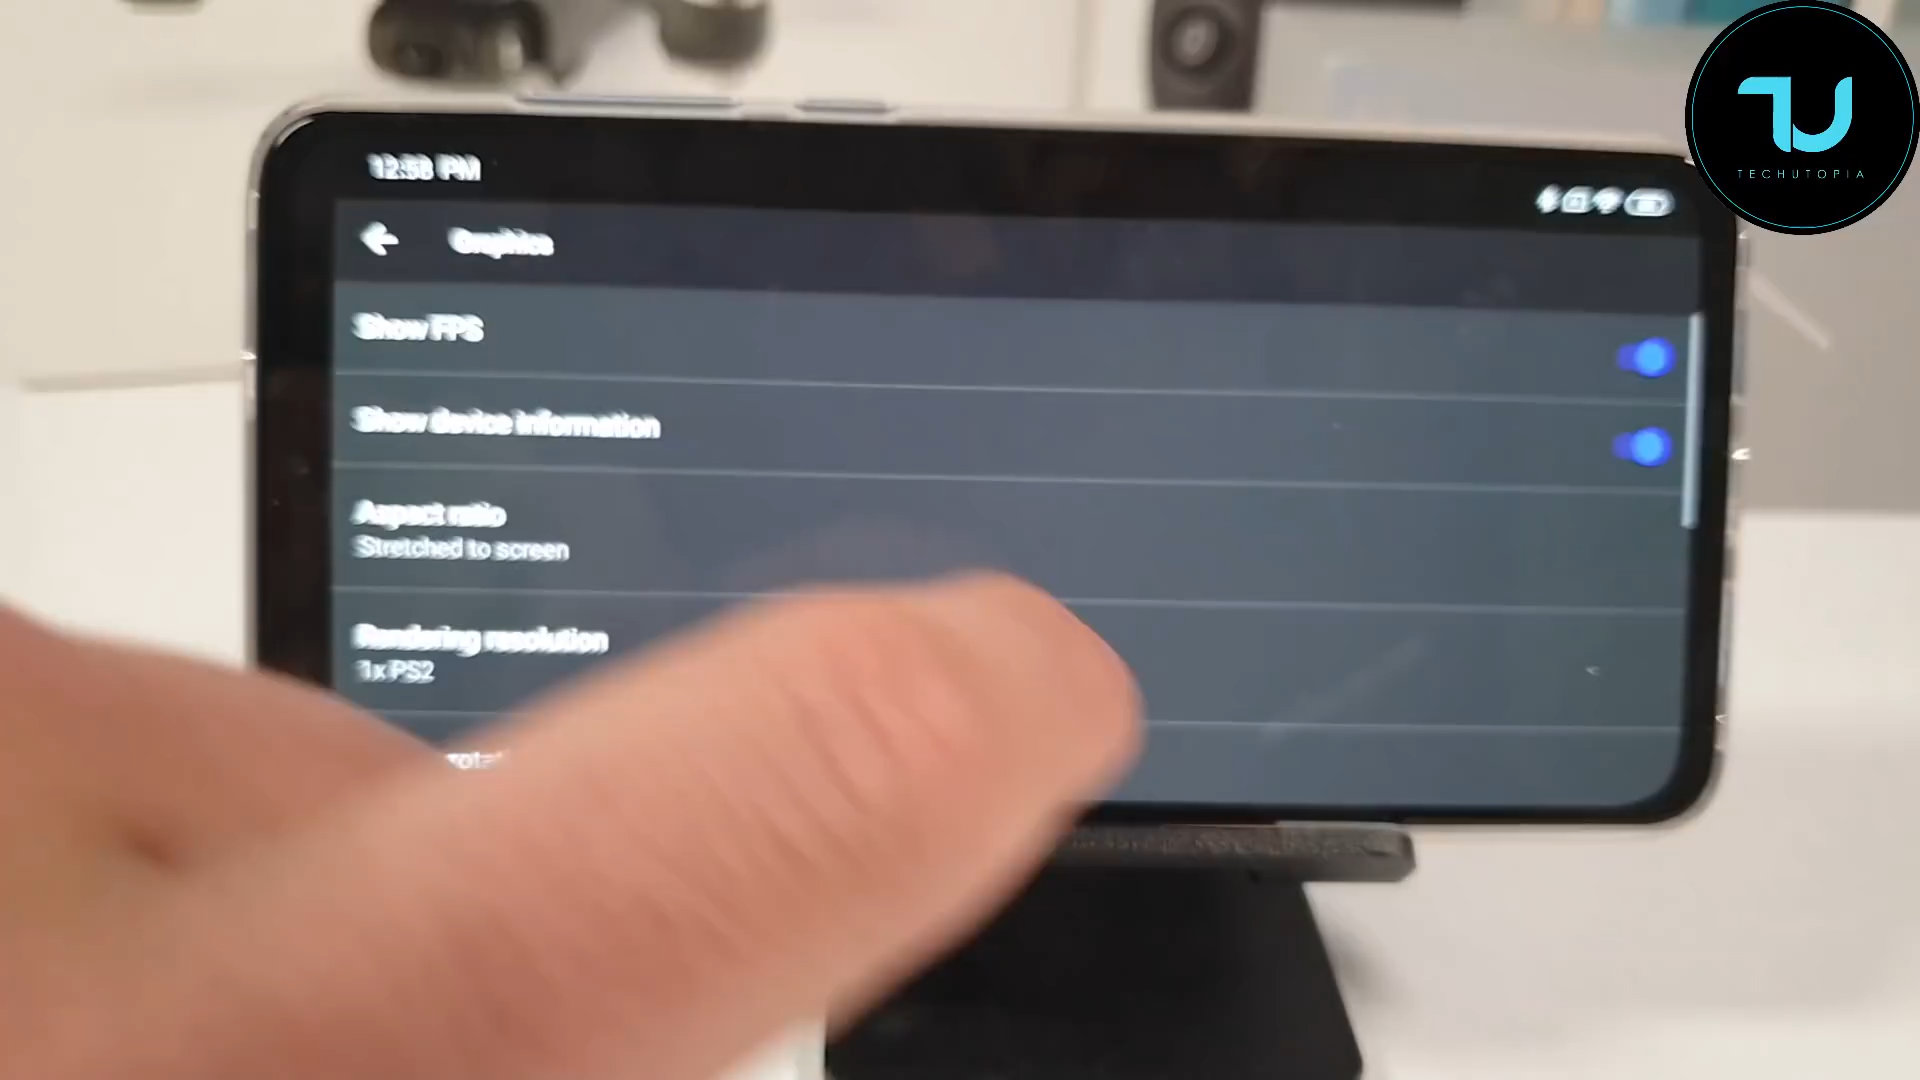 TECHUTOPIA
12:58 PM
Graphics
Show FPS
Show device information
Aspect ratio
Stretched to screen
Rendering resolution
1x PS2